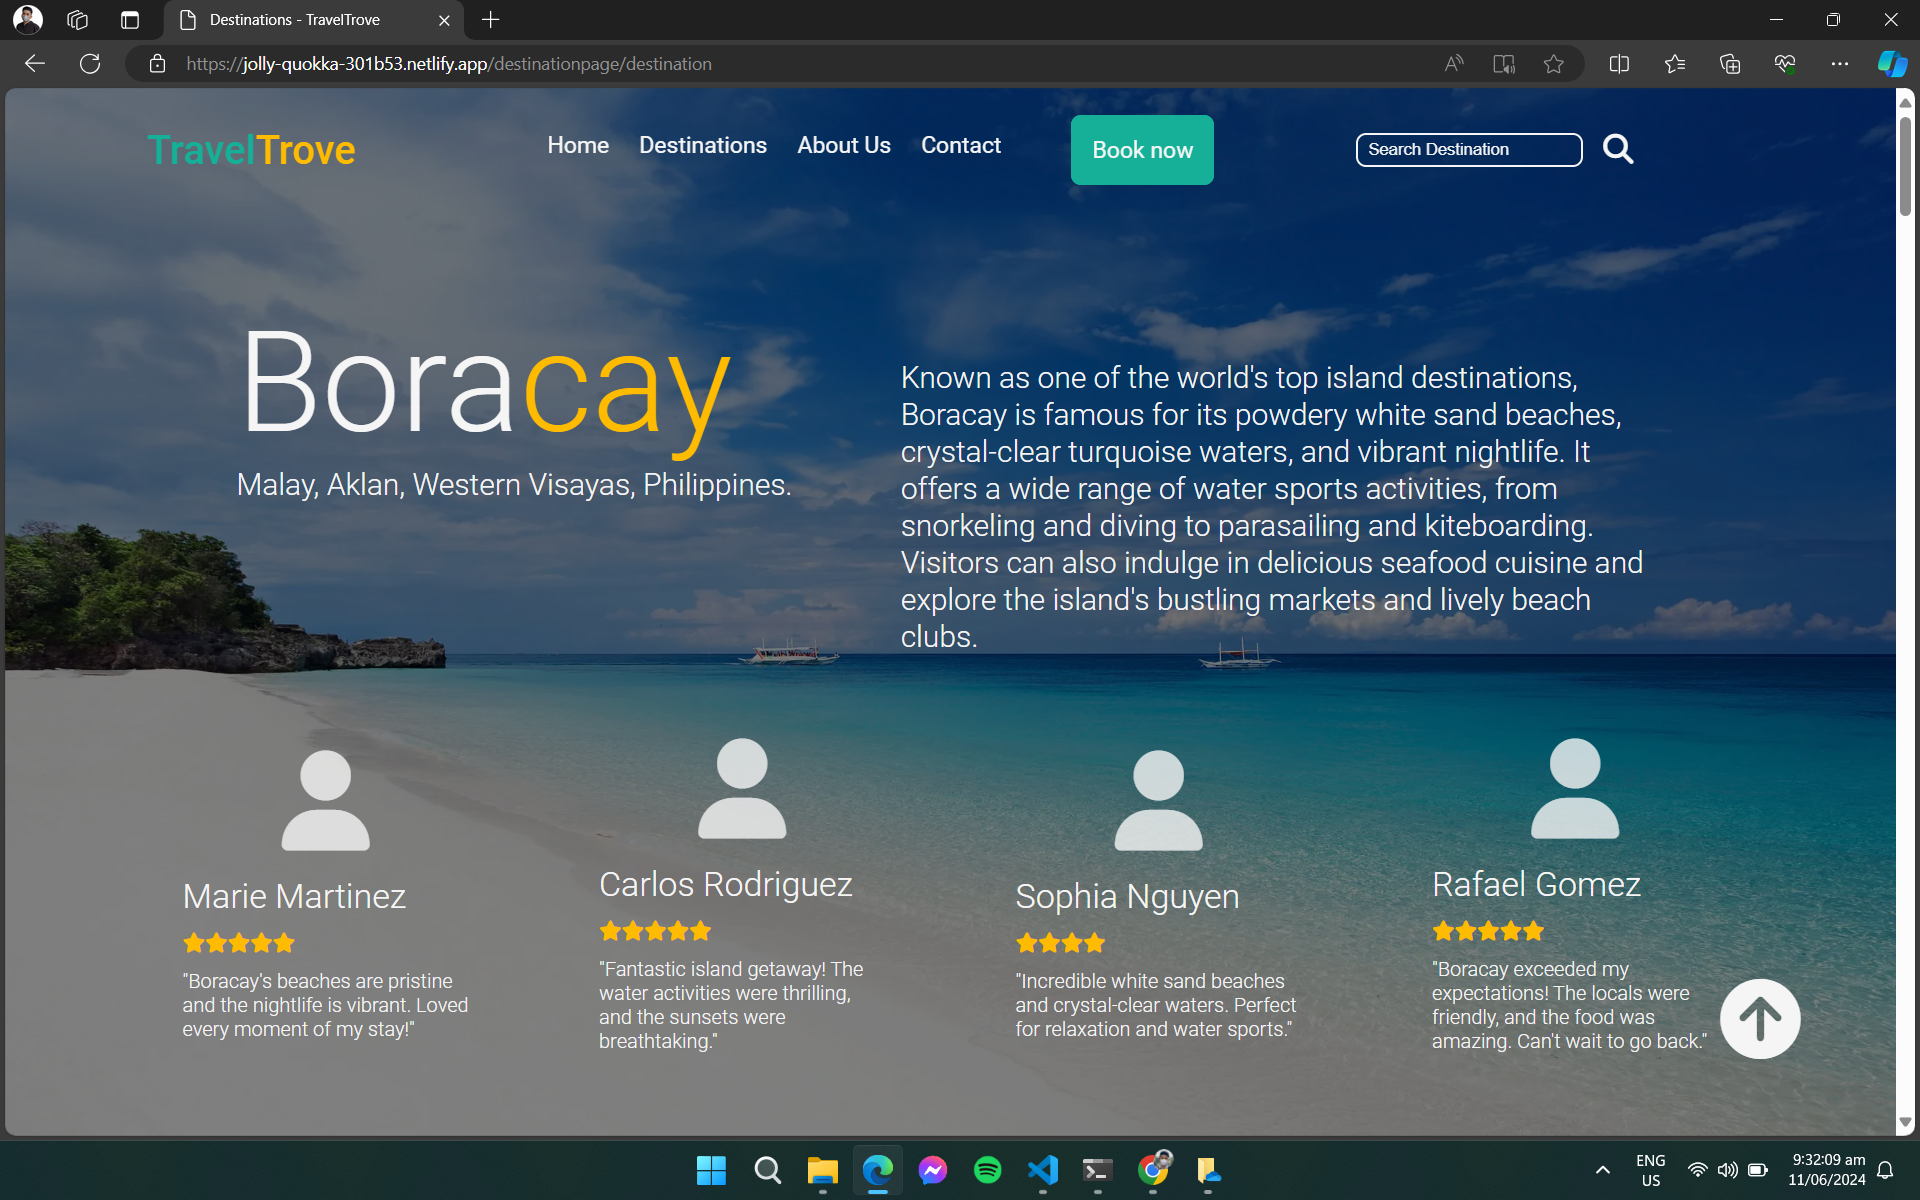 Destinations - TravelTrove
https://jolly-quokka-301b53.netlify.app/destinationpage/destination
TravelTrove
Home
Destinations
About Us
Contact
Book now
Search Destination
Boracay
Malay, Aklan, Western Visayas, Philippines.
Known as one of the world's top island destinations,
Boracay is famous for its powdery white sand beaches,
crystal-clear turquoise waters, and vibrant nightlife. It
offers a wide range of water sports activities, from
snorkeling and diving to parasailing and kiteboarding.
Visitors can also indulge in delicious seafood cuisine and
explore the island's bustling markets and lively beach
clubs.
Marie Martinez
"Boracay's beaches are pristine
and the nightlife is vibrant. Loved
every moment of my stay!"
Carlos Rodriguez
"Fantastic island getaway! The
water activities were thrilling,
and the sunsets were
breathtaking."
Sophia Nguyen
"Incredible white sand beaches
and crystal-clear waters. Perfect
for relaxation and water sports."
Rafael Gomez
"Boracay exceeded my
expectations! The locals were
friendly, and the food was
amazing. Can't wait to go back."
ENG
US
9:32:09 am
11/06/2024